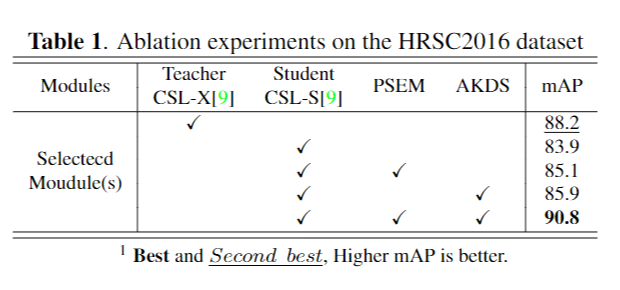 Table 1. Ablation experiments on the HRSC2016 dataset
Modules Teacher CSL-X[9] Student CSL-S[9] PSEM AKDS mAP
Selectecd Moudule(s)
✓ 88.2
✓ 83.9
✓ ✓ 85.1
✓ ✓ 85.9
✓ ✓ ✓ 90.8
1 Best and Second best, Higher mAP is better.